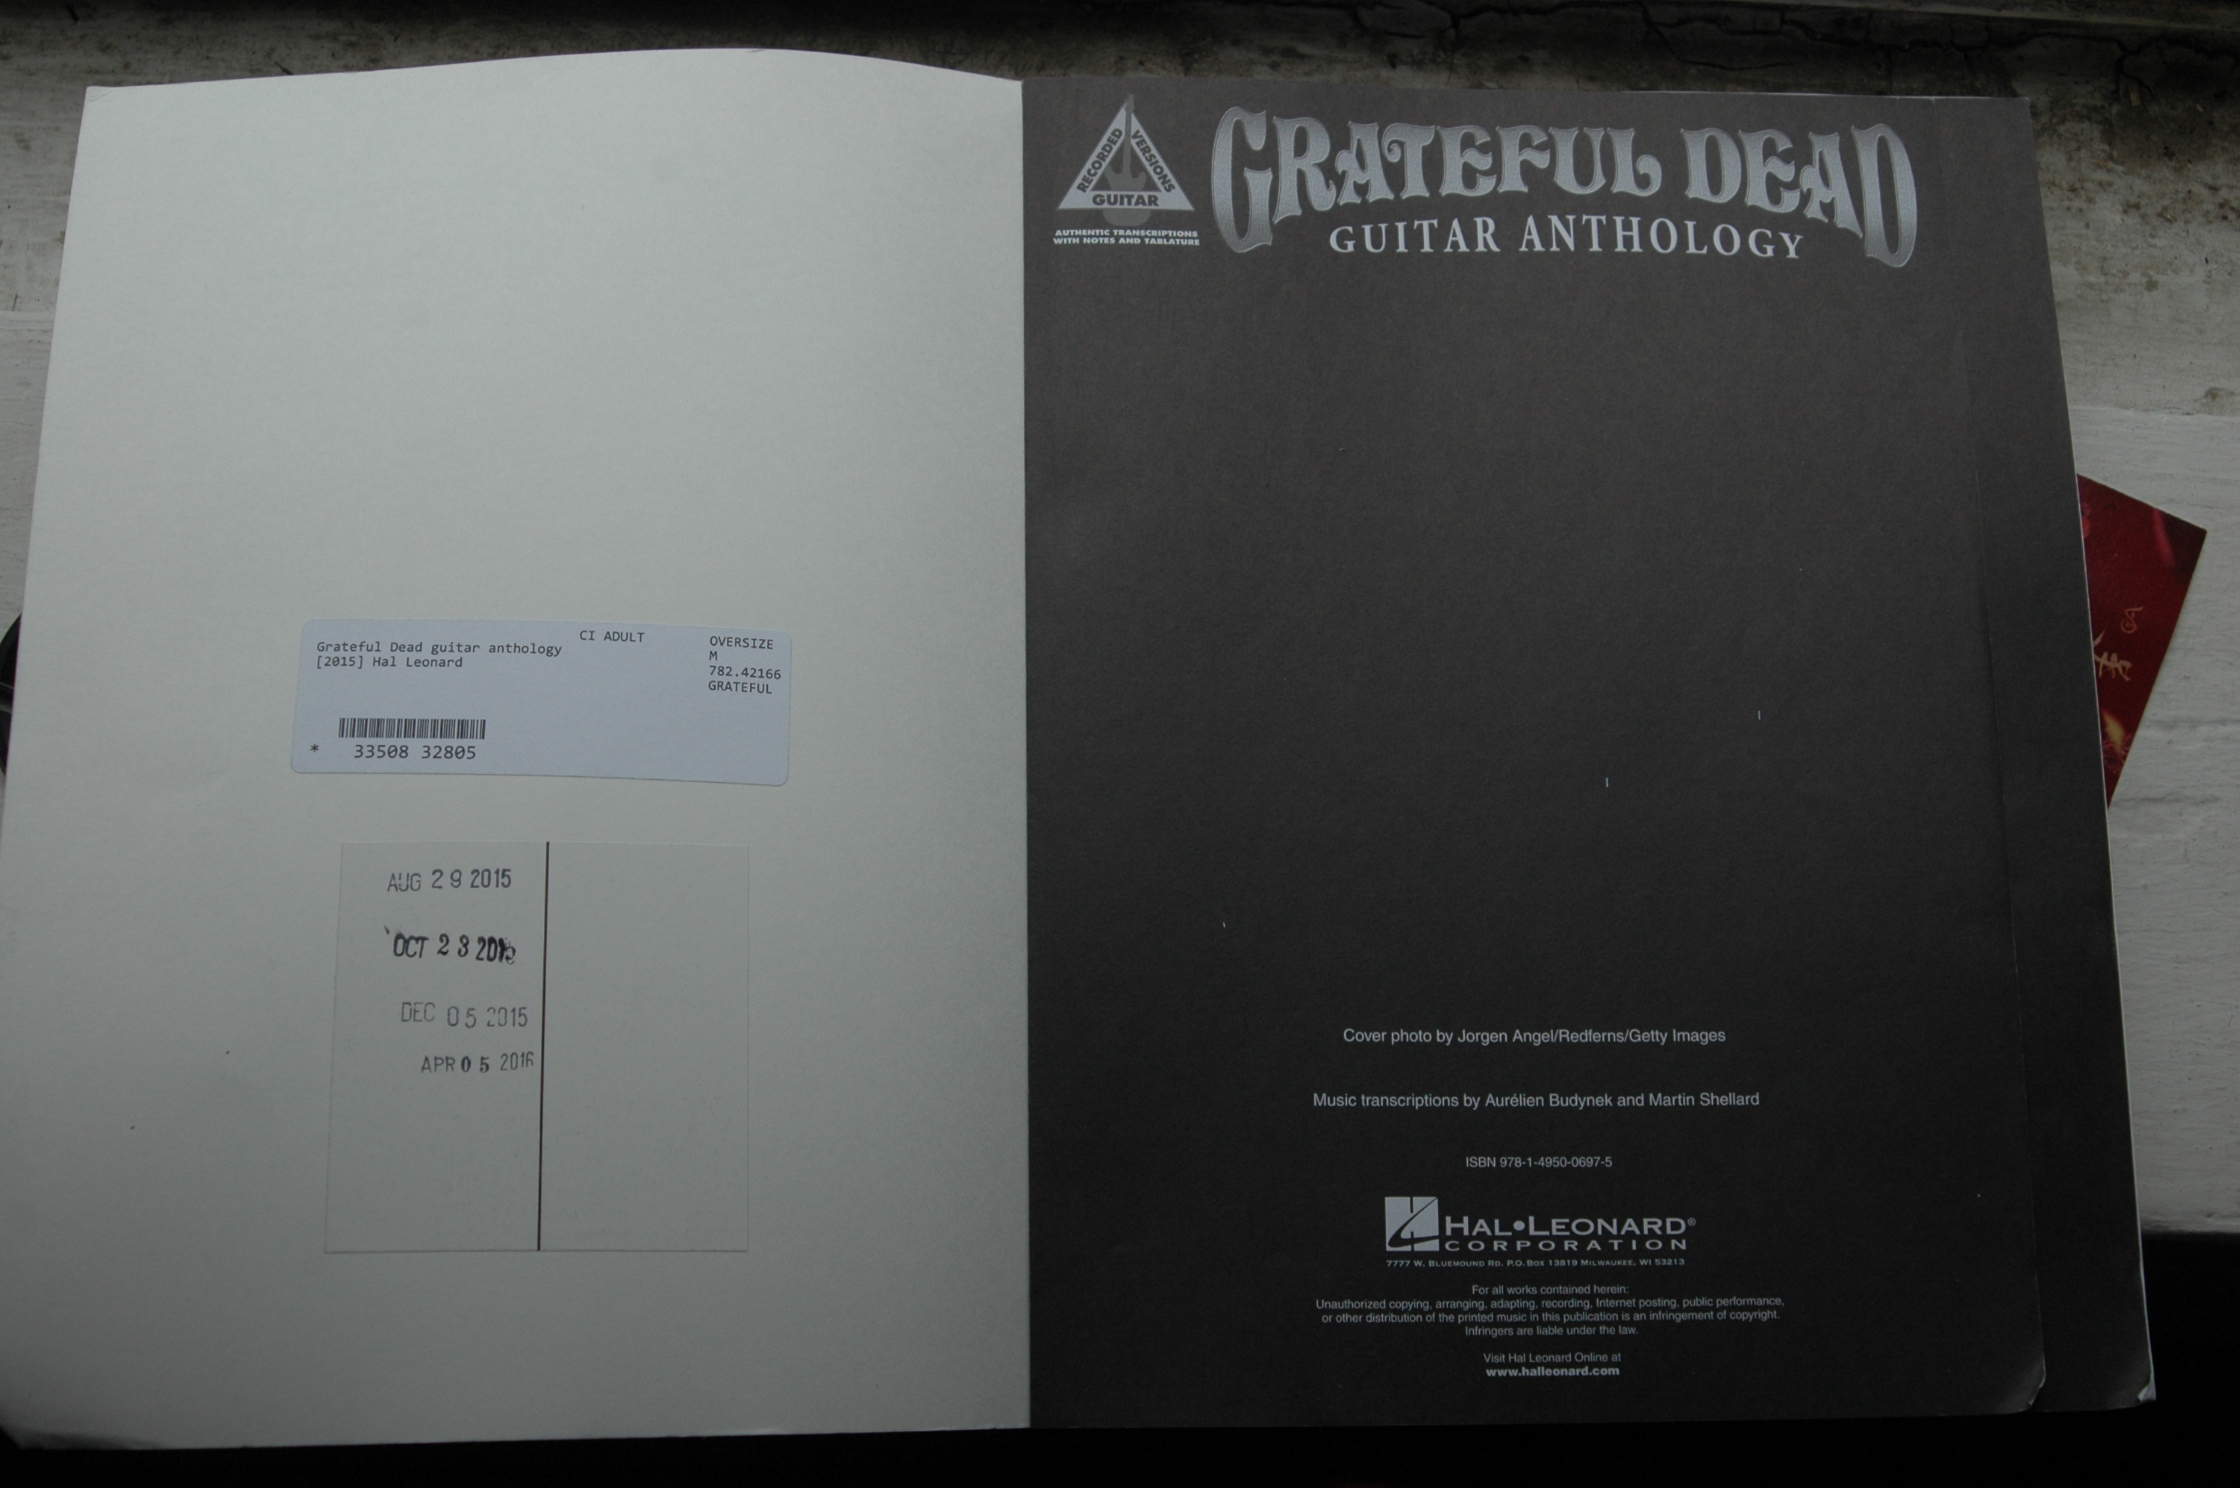 CI ADULT
Grateful Dead guitar anthology
[2015] Hal Leonard
OVERSIZE
M
782.42166
GRATEFUL
* 33508 32805
AUG 29 2015
OCT 23 2015
DEC 05 2015
APR 05 2016
RECORDED
VERSIONS
GUITAR
AUTHENTIC TRANSCRIPTIONS
WITH NOTES AND TABLATURE
GRATEFUL DEAD
GUITAR ANTHOLOGY
Cover photo by Jorgen Angel/Redferns/Getty Images
Music transcriptions by Aurélien Budynek and Martin Shellard
ISBN 978-1-4950-0697-5
HAL•LEONARD®
CORPORATION
7777 W. BLUEMOUND RD. P.O. BOX 13819 MILWAUKEE, WI 53213
For all works contained herein:
Unauthorized copying, arranging, adapting, recording, Internet posting, public performance,
or other distribution of the printed music in this publication is an infringement of copyright.
Infringers are liable under the law.
Visit Hal Leonard Online at
www.halleonard.com